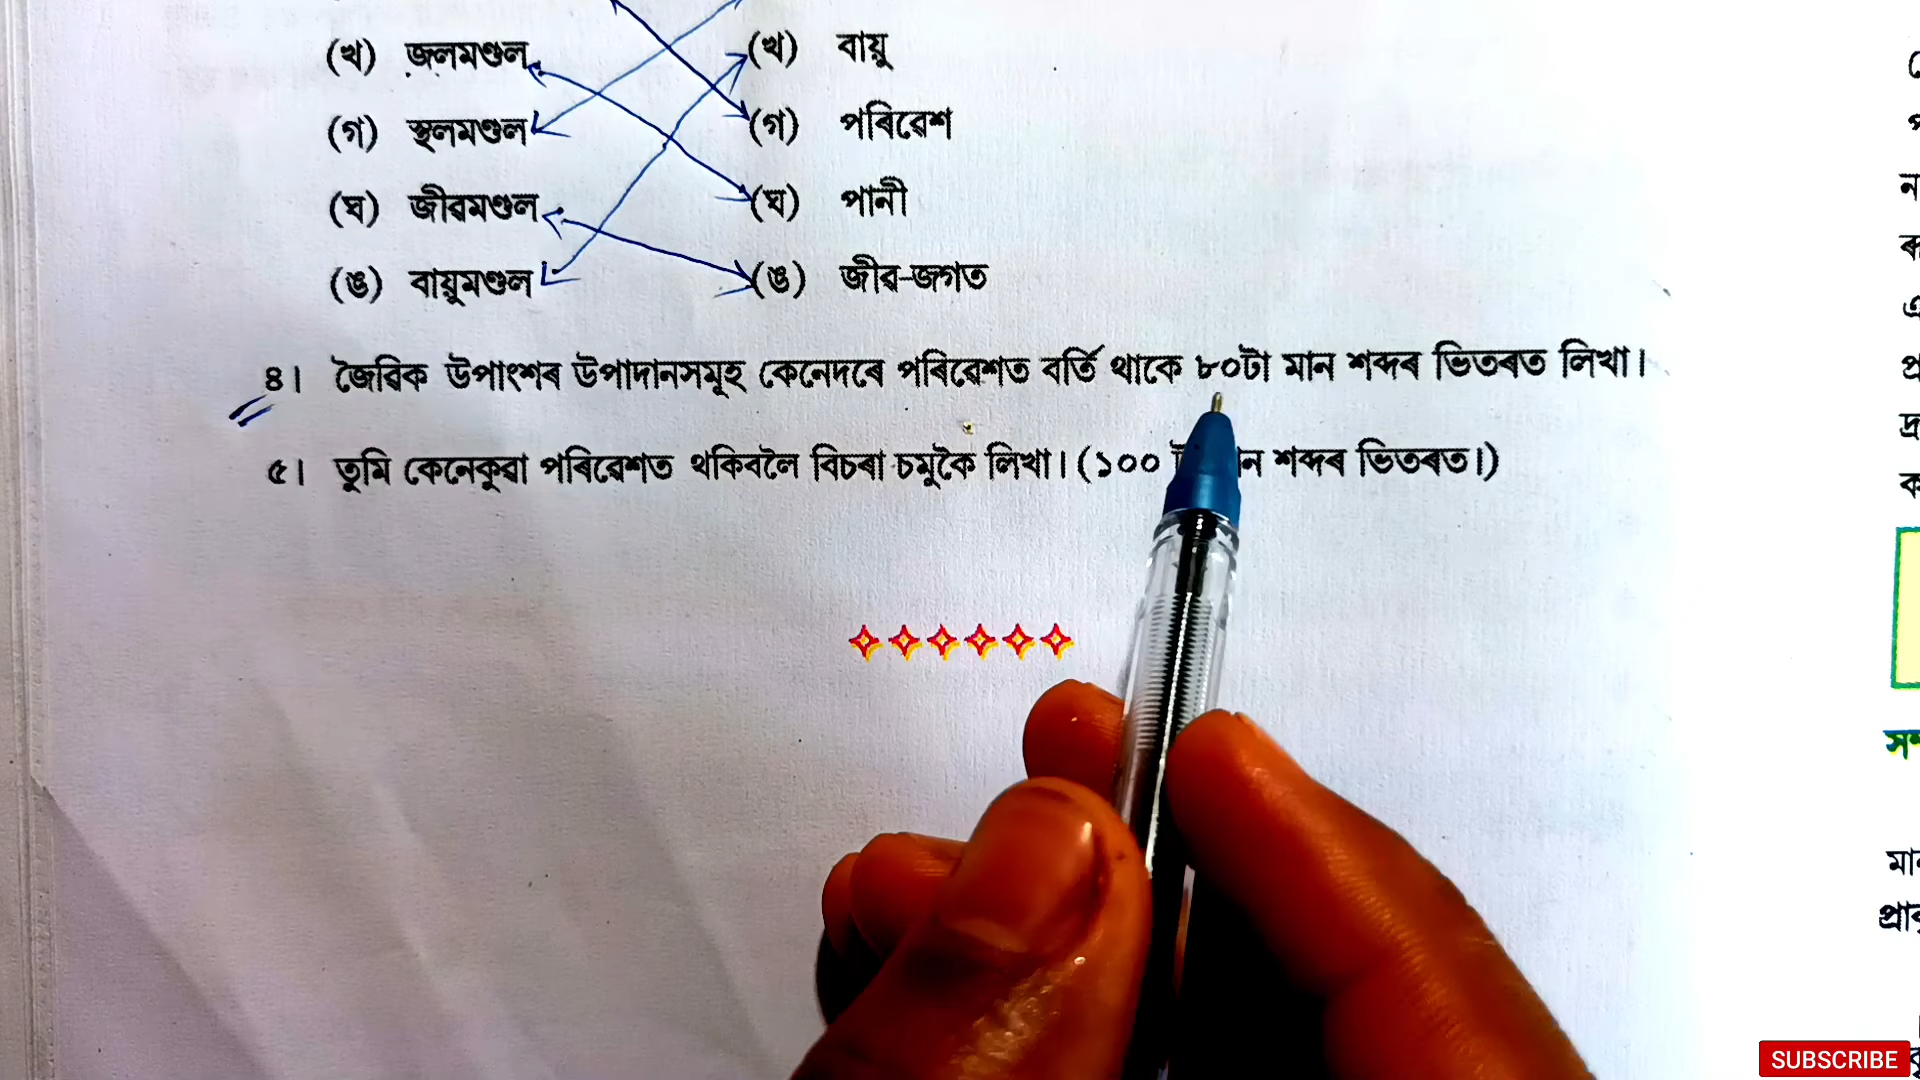 (খ) জলমণ্ডল (খ) বায়ু
(গ) স্থলমণ্ডল (গ) পৰিৱেশ
(ঘ) জীৱমণ্ডল (ঘ) পানী
(ঙ) বায়ুমণ্ডল (ঙ) জীৱ-জগত
৪। জৈৱিক উপাংশৰ উপাদানসমূহ কেনেদৰে পৰিৱেশত বৰ্তি থাকে ৮০টা মান শব্দৰ ভিতৰত লিখা।
৫। তুমি কেনেকুৱা পৰিৱেশত থকিবলৈ বিচৰা চমুকৈ লিখা। (১০০ শব্দৰ ভিতৰত।)
SUBSCRIBE